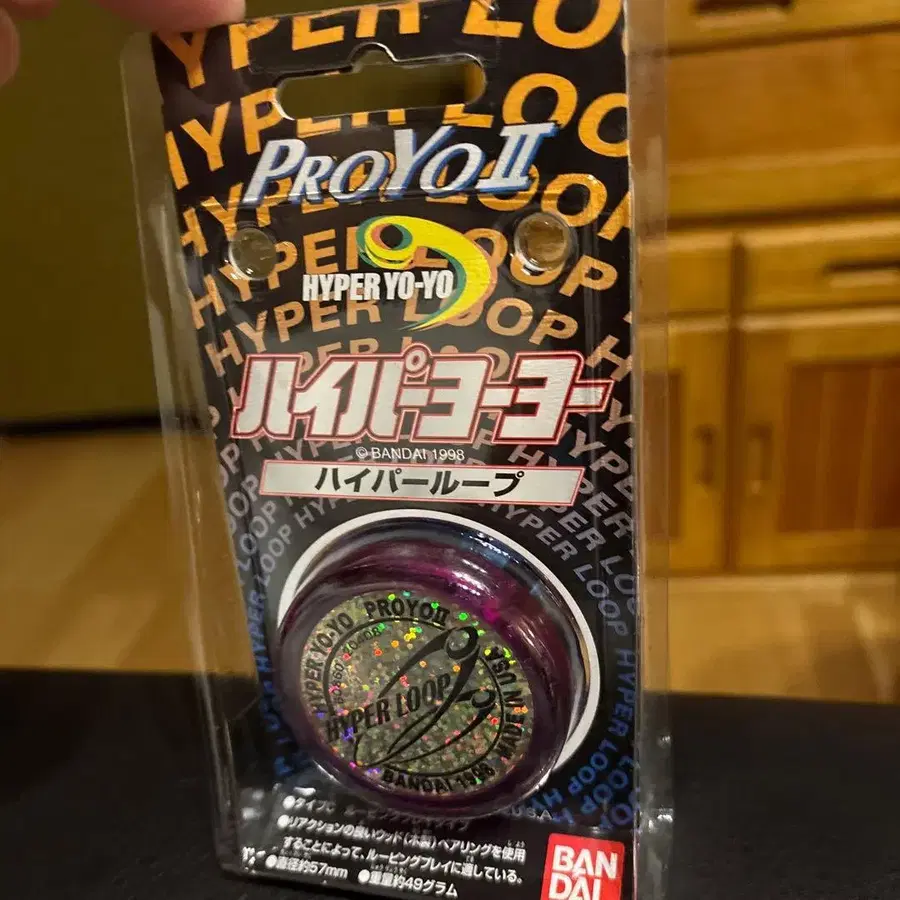 HYPER LOOP
PROYO II
HYPER YO-YO
ハイパーヨーヨー
© BANDAI 1998
ハイパーループ
HYPER YO-YO PROYO II
HYPER LOOP
MADE IN USA
BANDAI 1998
●リアクションの良いウッド(木製)ベアリングを使用
することによって、ルーピングプレイに適している。
●直径約57mm ●重量約49グラム
BAN
DAI